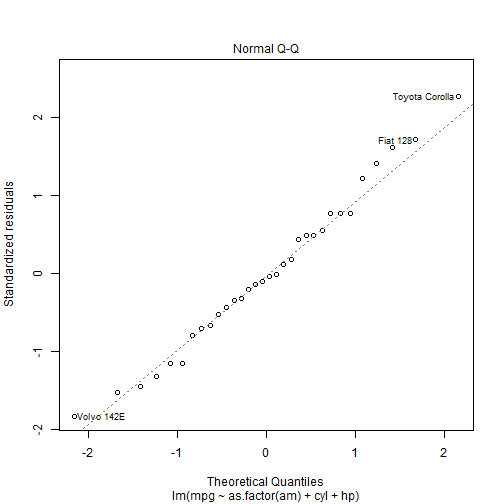 Normal Q-Q
Toyota Corolla
Fiat 128
Volvo 142E
Standardized residuals
2
1
0
-1
-2
-2 -1 0 1 2
Theoretical Quantiles
lm(mpg ~ as.factor(am) + cyl + hp)